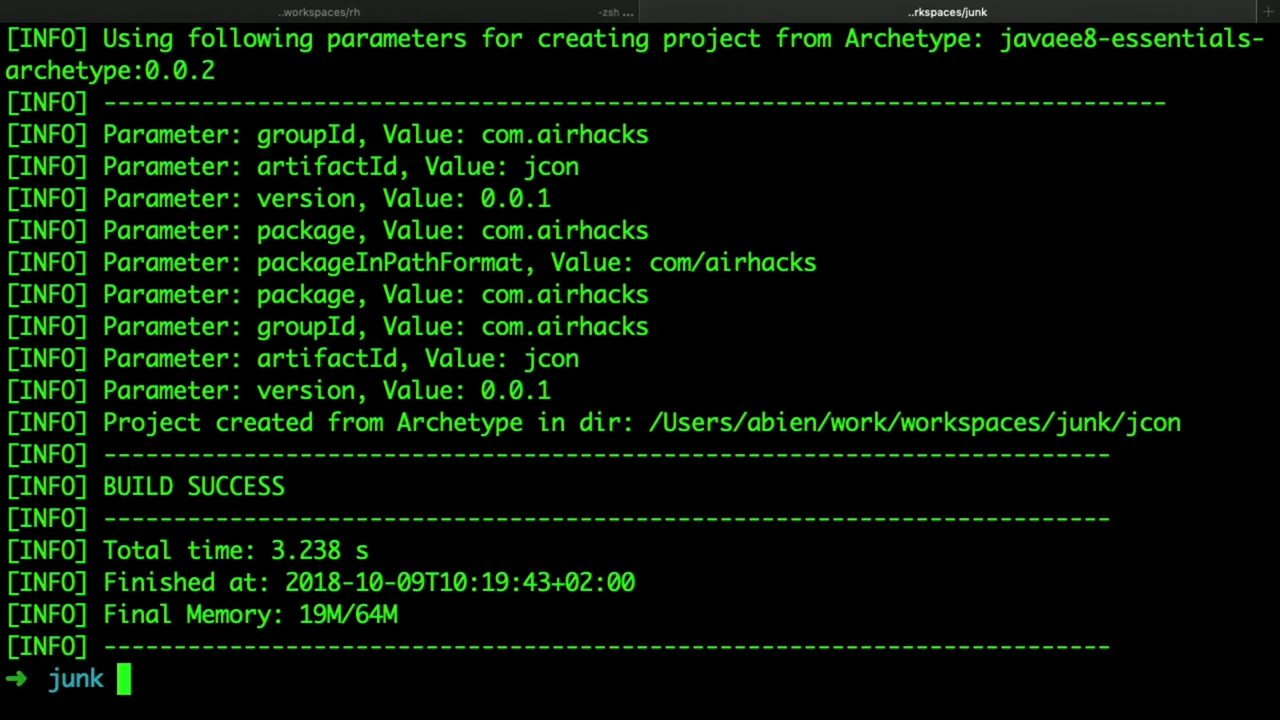 ..workspaces/rh
-zsh ...
..rkspaces/junk
[INFO] Using following parameters for creating project from Archetype: javaee8-essentials-
archetype:0.0.2
[INFO] ----------------------------------------------------------------------------
[INFO] Parameter: groupId, Value: com.airhacks
[INFO] Parameter: artifactId, Value: jcon
[INFO] Parameter: version, Value: 0.0.1
[INFO] Parameter: package, Value: com.airhacks
[INFO] Parameter: packageInPathFormat, Value: com/airhacks
[INFO] Parameter: package, Value: com.airhacks
[INFO] Parameter: groupId, Value: com.airhacks
[INFO] Parameter: artifactId, Value: jcon
[INFO] Parameter: version, Value: 0.0.1
[INFO] Project created from Archetype in dir: /Users/abien/work/workspaces/junk/jcon
[INFO] ------------------------------------------------------------------------
[INFO] BUILD SUCCESS
[INFO] ------------------------------------------------------------------------
[INFO] Total time: 3.238 s
[INFO] Finished at: 2018-10-09T10:19:43+02:00
[INFO] Final Memory: 19M/64M
[INFO] ------------------------------------------------------------------------
➜ junk